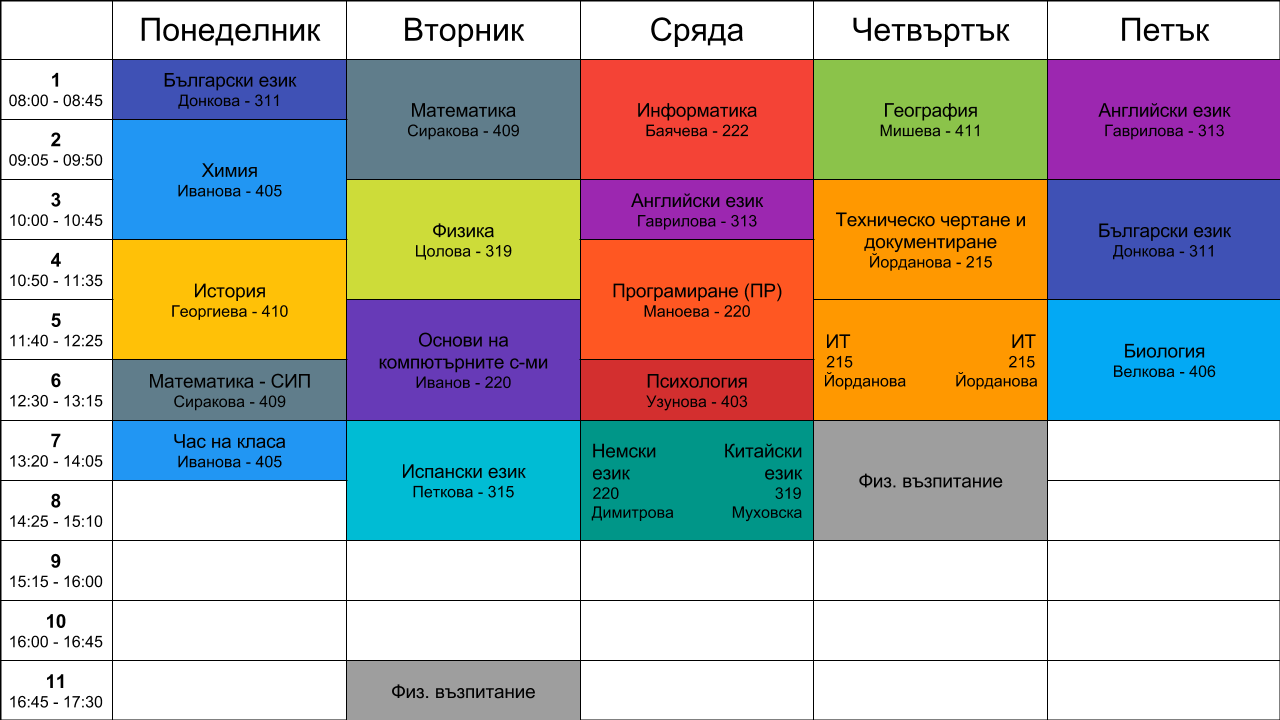 Понеделник
Вторник
Сряда
Четвъртък
Петък
1
08:00 - 08:45
Български език
Донкова - 311
Математика
Сиракова - 409
Информатика
Баячева - 222
География
Мишева - 411
Английски език
Гаврилова - 313
2
09:05 - 09:50
Химия
Иванова - 405
3
10:00 - 10:45
Физика
Цолова - 319
Английски език
Гаврилова - 313
Техническо чертане и
документиране
Йорданова - 215
Български език
Донкова - 311
4
10:50 - 11:35
История
Георгиева - 410
Програмиране (ПР)
Маноева - 220
5
11:40 - 12:25
Основи на
компютърните с-ми
Иванов - 220
ИТ
215
Йорданова
ИТ
215
Йорданова
Биология
Велкова - 406
6
12:30 - 13:15
Математика - СИП
Сиракова - 409
Психология
Узунова - 403
7
13:20 - 14:05
Час на класа
Иванова - 405
Испански език
Петкова - 315
Немски
език
220
Димитрова
Китайски
език
319
Муховска
Физ. възпитание
8
14:25 - 15:10
9
15:15 - 16:00
10
16:00 - 16:45
11
16:45 - 17:30
Физ. възпитание